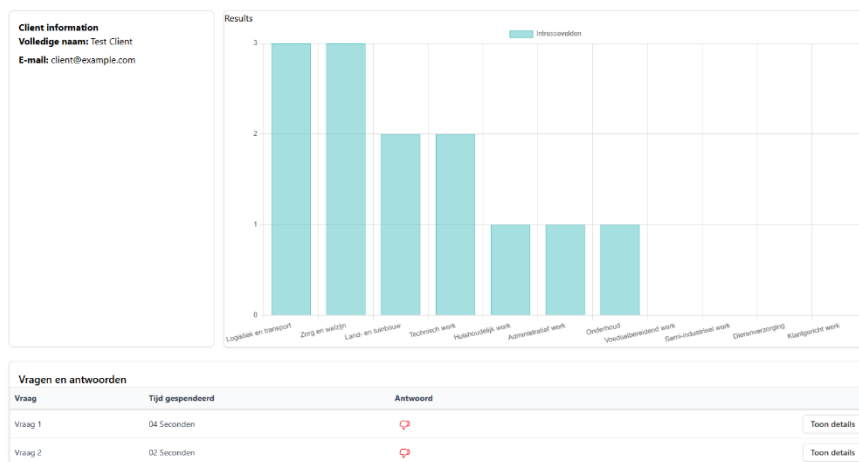 Client information
Volledige naam: Test Client
E-mail: client@example.com
Results
Intressevelden
3
2
1
0
Logistiek en transport
Zorg en welzijn
Land- en tuinbouw
Technisch werk
Huishoudelijk werk
Administratief werk
Onderhoud
Voedselbereidend werk
Semi-industrieel werk
Dierenverzorging
Klantgericht werk
Vragen en antwoorden
Vraag Tijd gespendeerd Antwoord
Vraag 1 04 Seconden Toon details
Vraag 2 02 Seconden Toon details